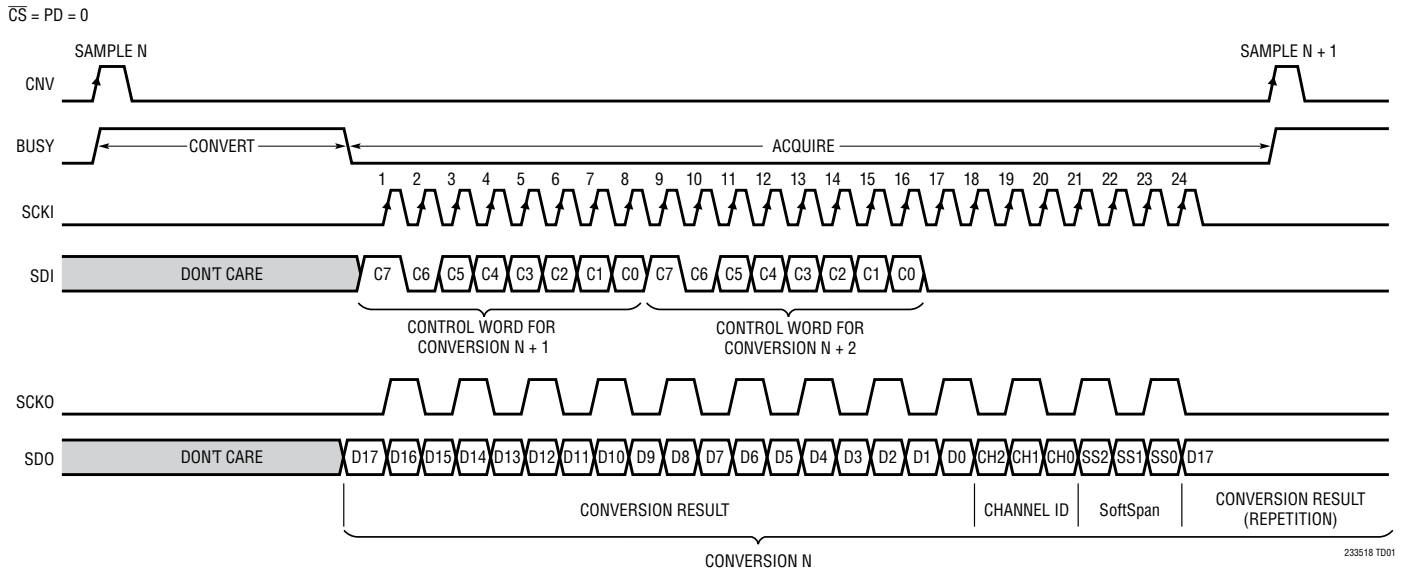 CS = PD = 0
SAMPLE N
SAMPLE N + 1
CNV
BUSY
CONVERT
ACQUIRE
1 2 3 4 5 6 7 8 9 10 11 12 13 14 15 16 17 18 19 20 21 22 23 24
SCKI
SDI
DON'T CARE
C7 C6 C5 C4 C3 C2 C1 C0 C7 C6 C5 C4 C3 C2 C1 C0
CONTROL WORD FOR
CONVERSION N + 1
CONTROL WORD FOR
CONVERSION N + 2
SCKO
SDO
DON'T CARE
D17 D16 D15 D14 D13 D12 D11 D10 D9 D8 D7 D6 D5 D4 D3 D2 D1 D0 CH2 CH1 CH0 SS2 SS1 SS0 D17
CONVERSION RESULT
CHANNEL ID
SoftSpan
CONVERSION RESULT
(REPETITION)
CONVERSION N
233518 TD01